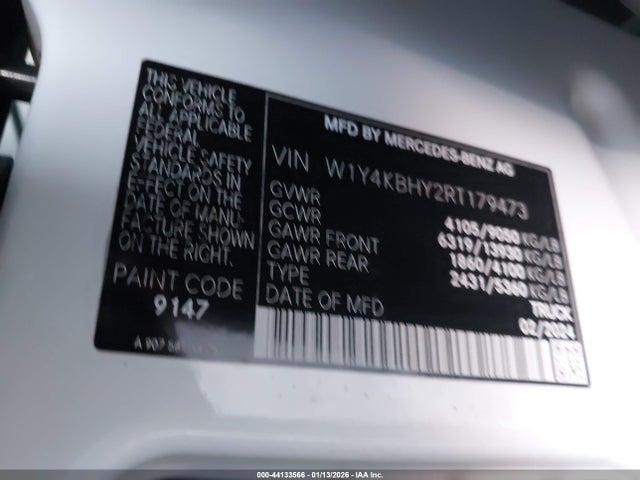 THIS VEHICLE
CONFORMS TO
ALL APPLICABLE
FEDERAL
MOTOR VEHICLE SAFETY
STANDARDS IN
EFFECT ON THE
DATE OF MANU-
FACTURE SHOWN
ON THE RIGHT.
PAINT CODE
9147
A 907
MFD BY MERCEDES-BENZ AG
VIN W1Y4KBHY2RT179473
GVWR 4105/9050 KG/LB
GCWR 6319/13930 KG/LB
GAWR FRONT 1860/4100 KG/LB
GAWR REAR 2431/5360 KG/LB
TYPE TRUCK
DATE OF MFD 02/2024
000-44133566 - 01/13/2026 - IAA Inc.